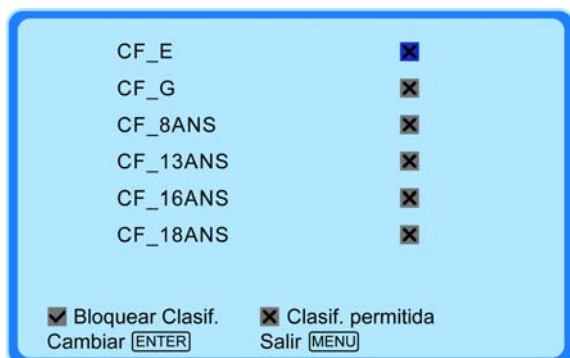 CF_E
CF_G
CF_8ANS
CF_13ANS
CF_16ANS
CF_18ANS
Bloquear Clasif. Clasif. permitida
Cambiar ENTER Salir MENU